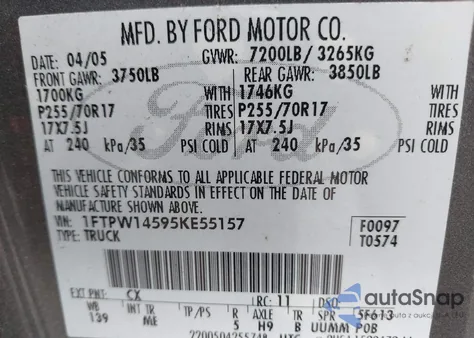 MFD. BY FORD MOTOR CO.
DATE 04/05 GVWR: 7200LB/ 3265KG
FRONT GAWR: 3750LB REAR GAWR: 3850LB
1700KG WITH 1746KG WITH
P255/70R17 TIRES P255/70R17 TIRES
17X7.5J RIMS 17X7.5J RIMS
AT 240 kPa/35 PSI COLD AT 240 kPa/35 PSI COLD
THIS VEHICLE CONFORMS TO ALL APPLICABLE FEDERAL MOTOR
VEHICLE SAFETY STANDARDS IN EFFECT ON THE DATE OF
MANUFACTURE SHOWN ABOVE.
VIN: 1FTPW14595KE55157 F0097
TYPE: TRUCK T0574
EXT PNT: CX RC: 11 DSO:
WB INT TR TP/PS R AXLE TR SPR 5F613
139 ME 5 H9 B UUMM POB
autaSnap